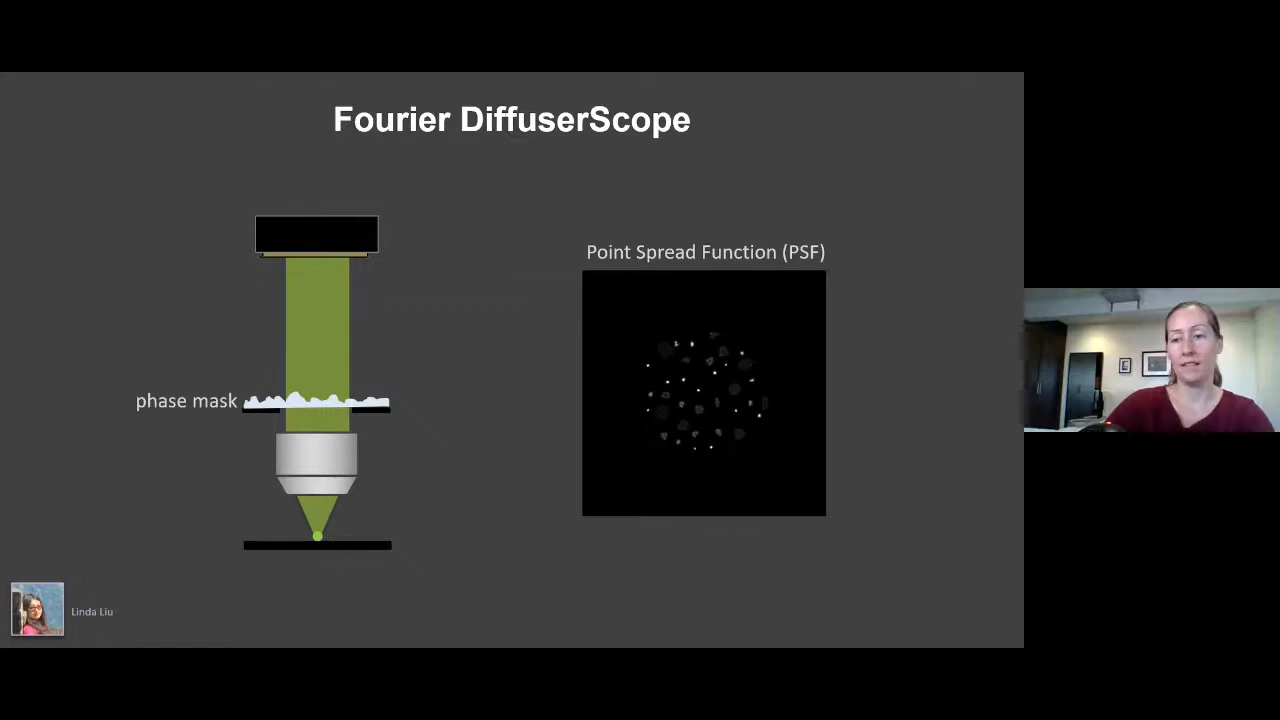 Fourier DiffuserScope
Point Spread Function (PSF)
phase mask
Linda Liu